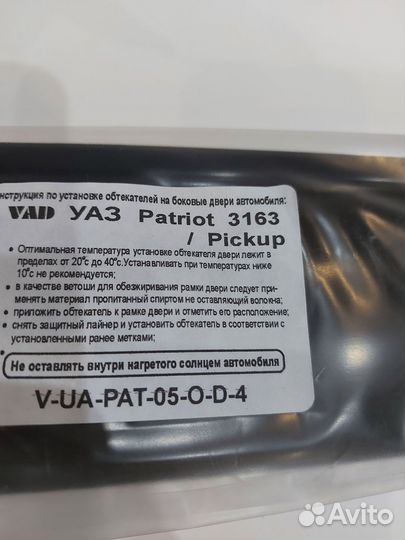 нструкция по установке обтекателей на боковые двери автомобиля:
VAD УАЗ Patriot 3163
/ Pickup
• Оптимальная температура установке обтекателя двери лежит в
пределах от 20°с до 40°с.Устанавливать при температурах ниже
10°с не рекомендуется;
• в качестве ветоши для обезжиривания рамки двери следует при-
менять материал пропитанный спиртом не оставляющий волокна;
• приложить обтекатель к рамке двери и отметить его расположение;
• снять защитный лайнер и установить обтекатель в соответствии с
установленными ранее метками;
Не оставлять внутри нагретого солнцем автомобиля
V-UA-PAT-05-O-D-4
Avito